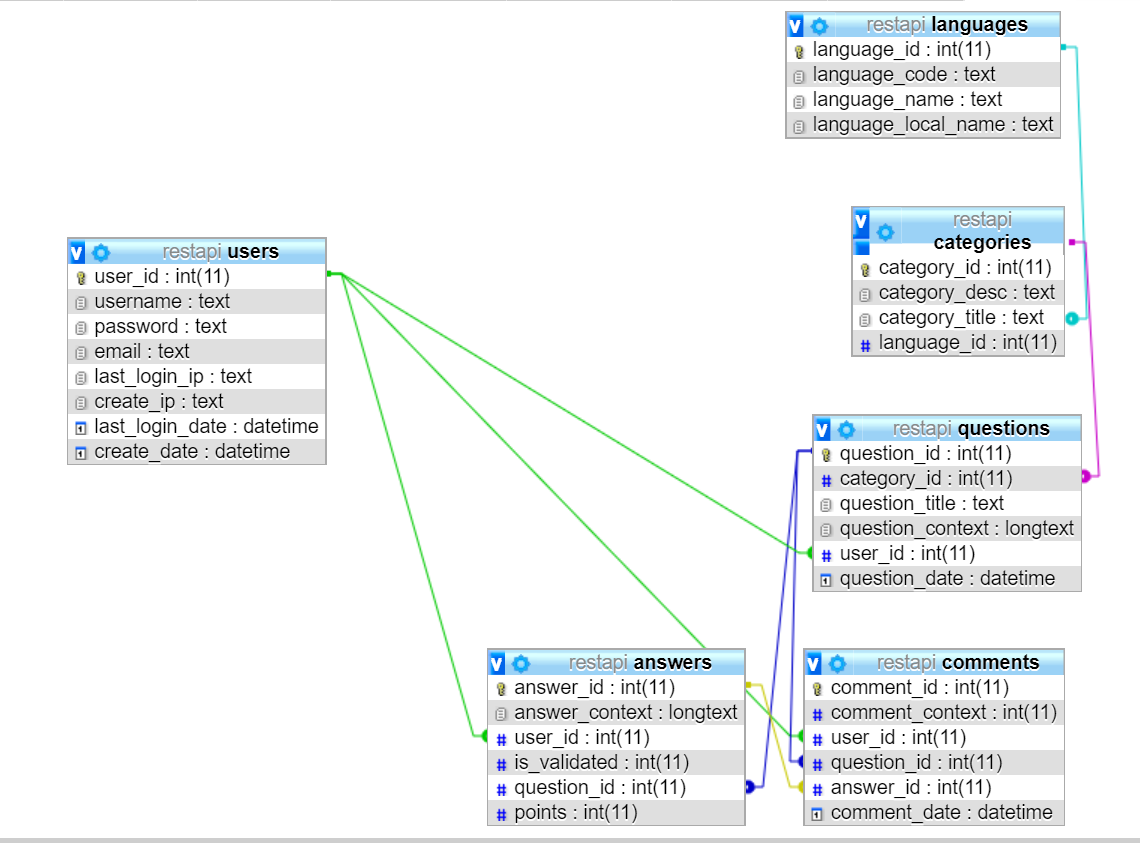 restapi languages
language_id : int(11)
language_code : text
language_name : text
language_local_name : text
restapi
categories
category_id : int(11)
category_desc : text
category_title : text
language_id : int(11)
restapi users
user_id : int(11)
username : text
password : text
email : text
last_login_ip : text
create_ip : text
last_login_date : datetime
create_date : datetime
restapi questions
question_id : int(11)
category_id : int(11)
question_title : text
question_context : longtext
user_id : int(11)
question_date : datetime
restapi answers
answer_id : int(11)
answer_context : longtext
user_id : int(11)
is_validated : int(11)
question_id : int(11)
points : int(11)
restapi comments
comment_id : int(11)
comment_context : int(11)
user_id : int(11)
question_id : int(11)
answer_id : int(11)
comment_date : datetime